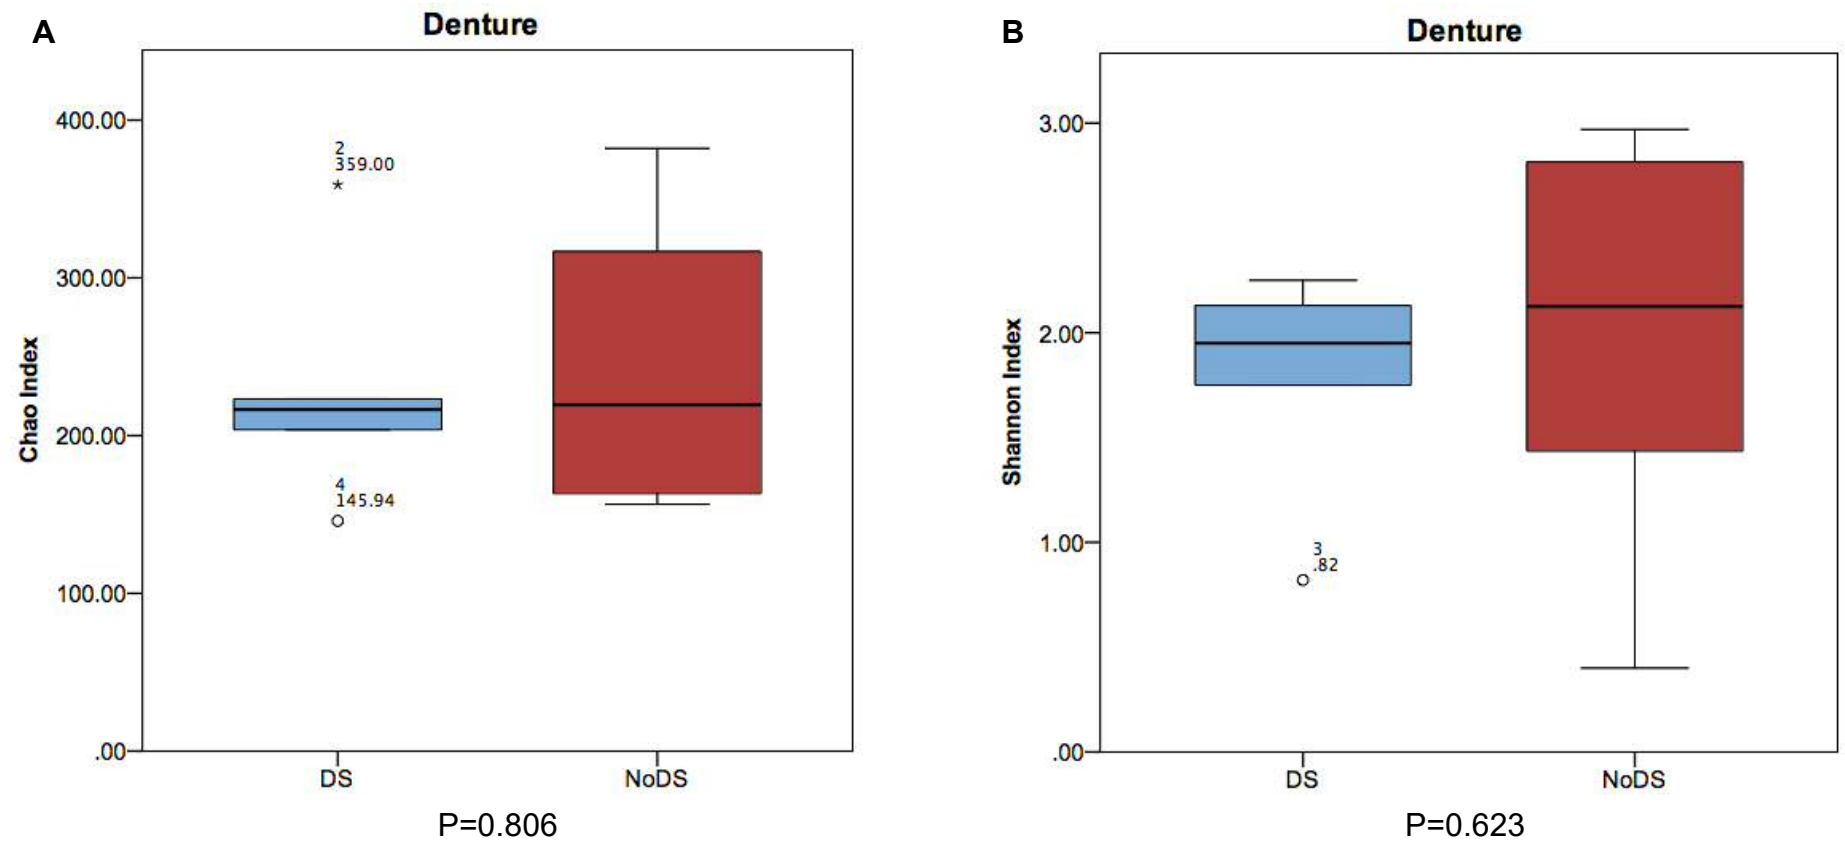 A
Denture
400.00
300.00
200.00
100.00
.00
Chao Index
2
359.00
*
4
145.94
DS
NoDS
P=0.806
B
Denture
3.00
2.00
1.00
.00
Shannon Index
3
.82
DS
NoDS
P=0.623